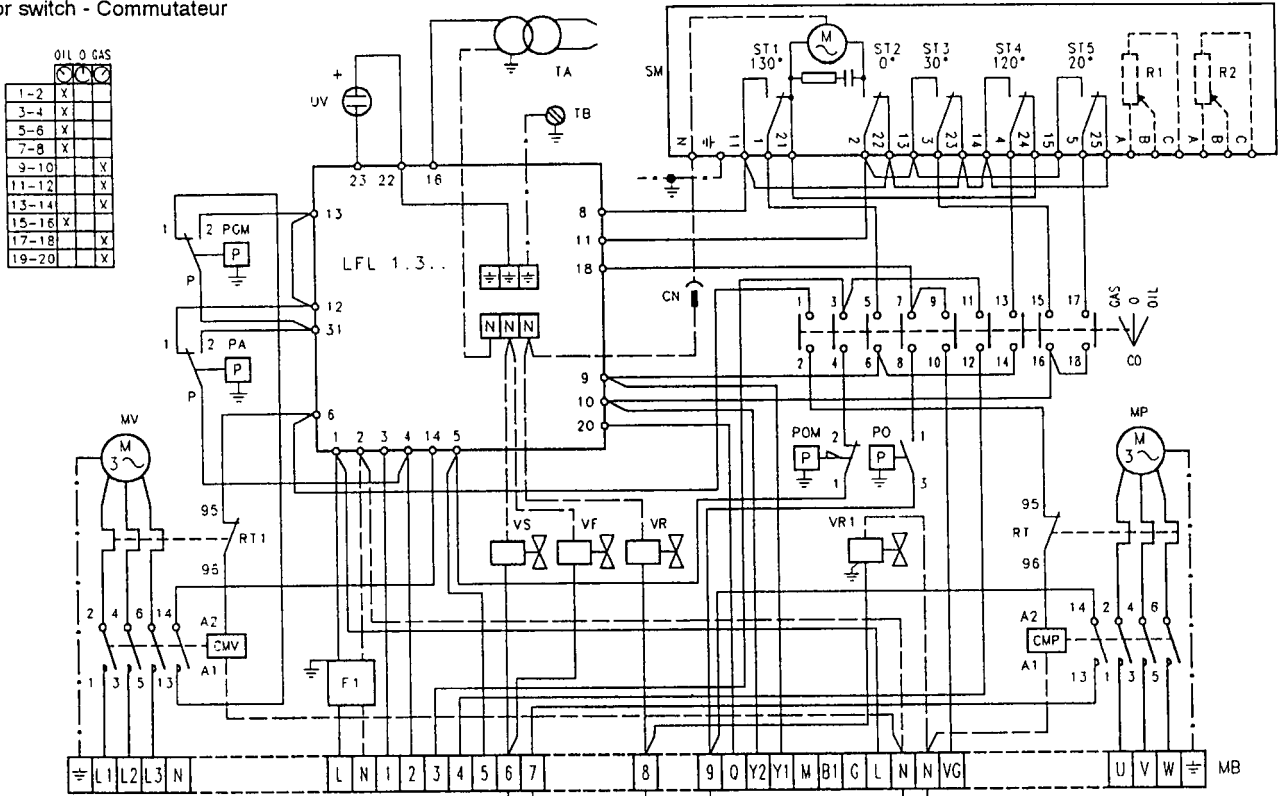 or switch - Commutateur
OIL O GAS
1-2 X
3-4 X
5-6 X
7-8 X
9-10 X
11-12 X
13-14 X
15-16 X
17-18 X
19-20 X
TA
UV
+
TB
SM
M
ST1 130°
ST2 0°
ST3 30°
ST4 120°
ST5 20°
R1
R2
N 11 1 21 2 22 13 3 23 14 4 24 15 5 25 A B C A B C
23 22 16
LFL 1.3..
13
12
31
6
8
11
18
9
10
20
N N N
1 2 3 4 14 5
1 2 PGM
P
P
1 2 PA
P
P
CN
1 3 5 7 9 11 13 15 17
2 4 6 8 10 12 14 16 18
GAS O OIL
CO
MV
M
3~
MP
M
3~
POM 2
P
1
PO 1
P
3
95
RT1
96
VS
VF
VR
VR1
95
RT
96
2 4 6 14
A2
CMV
A1
1 3 5 13
F1
A2
CMP
A1
14 2 4 6
13 1 3 5
L1 L2 L3 N
L N 1 2 3 4 5 6 7
8
9 Q Y2 Y1 M B1 G L N N VG
U V W
MB